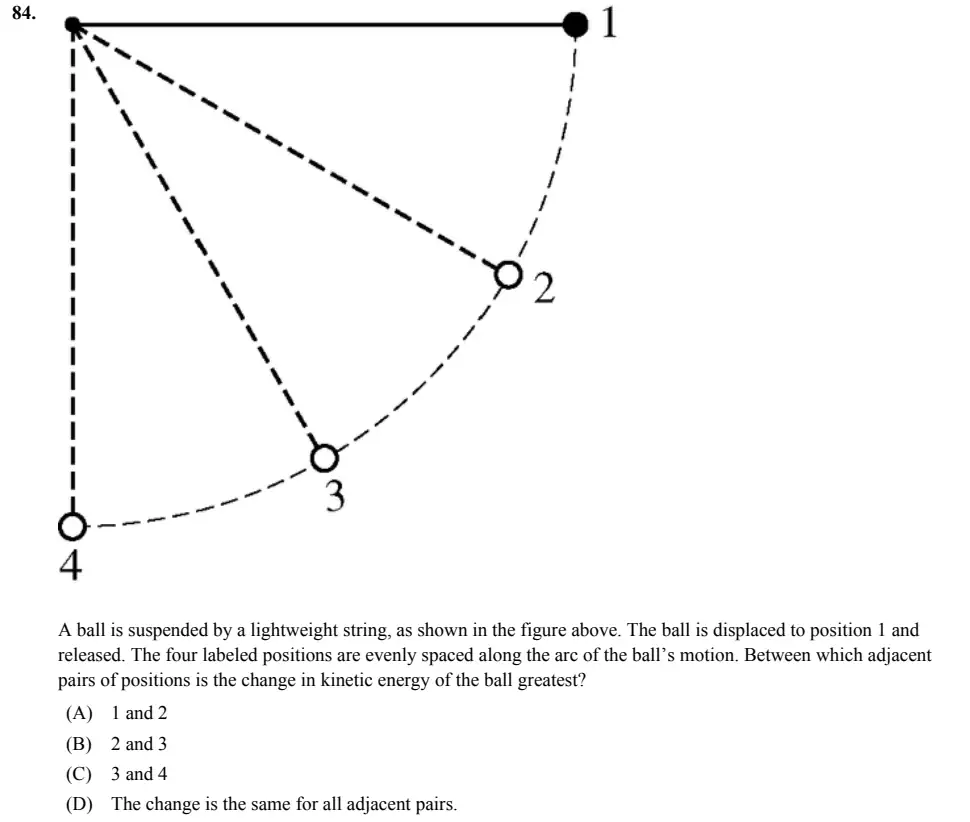 84.
1
2
3
4
A ball is suspended by a lightweight string, as shown in the figure above. The ball is displaced to position 1 and
released. The four labeled positions are evenly spaced along the arc of the ball’s motion. Between which adjacent
pairs of positions is the change in kinetic energy of the ball greatest?
(A) 1 and 2
(B) 2 and 3
(C) 3 and 4
(D) The change is the same for all adjacent pairs.